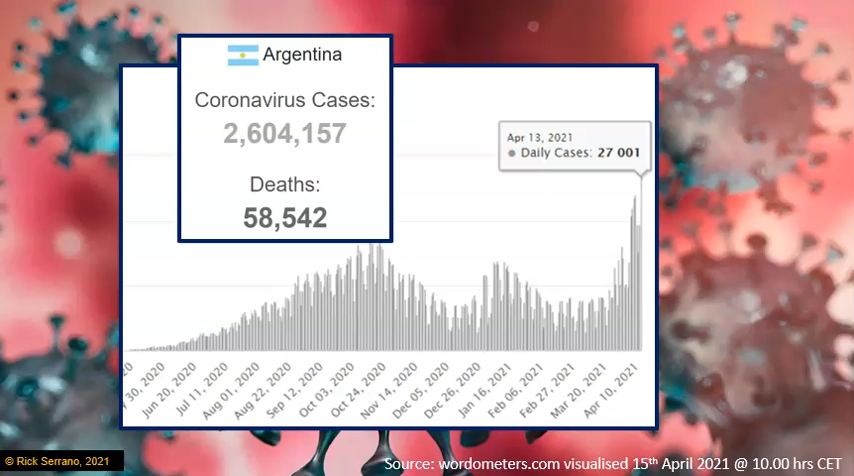 Argentina
Coronavirus Cases:
2,604,157
Deaths:
58,542
Apr 13, 2021
Daily Cases: 27 001
30, 2020
Jun 20, 2020
Jul 11, 2020
Aug 01, 2020
Aug 22, 2020
Sep 12, 2020
Oct 03, 2020
Oct 24, 2020
Nov 14, 2020
Dec 05, 2020
Dec 26, 2020
Jan 16, 2021
Feb 06, 2021
Feb 27, 2021
Mar 20, 2021
Apr 10, 2021
© Rick Serrano, 2021
Source: wordometers.com visualised 15th April 2021 @ 10.00 hrs CET